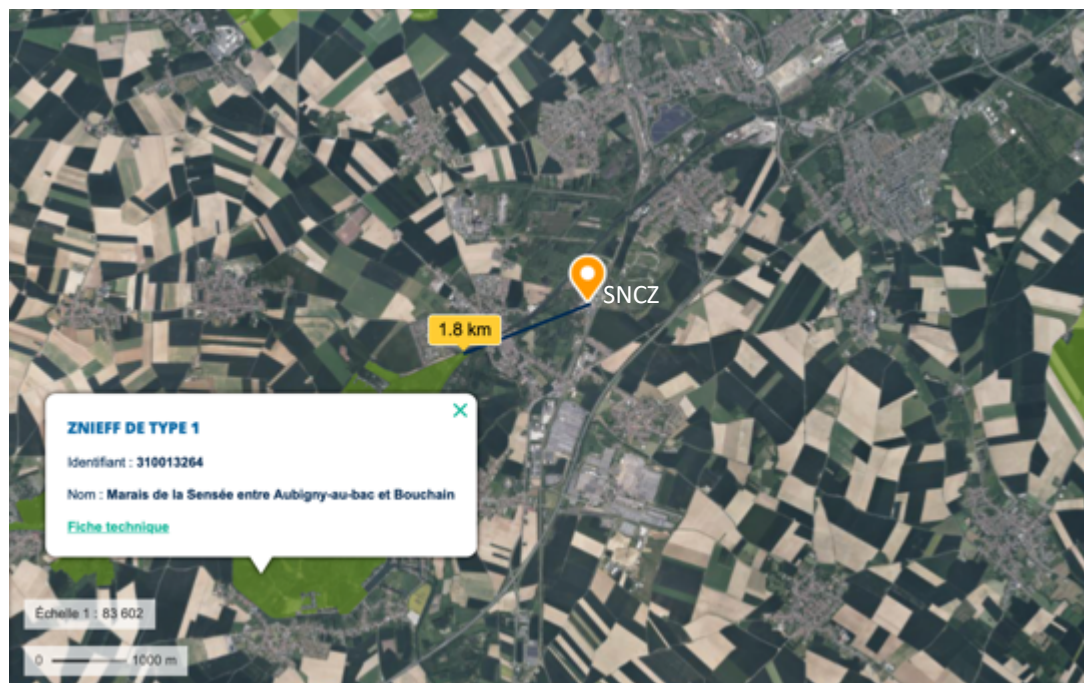 SNCZ
1.8 km
ZNIEFF DE TYPE 1
Identifiant : 310013264
Nom : Marais de la Sensée entre Aubigny-au-bac et Bouchain
Fiche technique
Échelle 1 : 83 602
0 1000 m